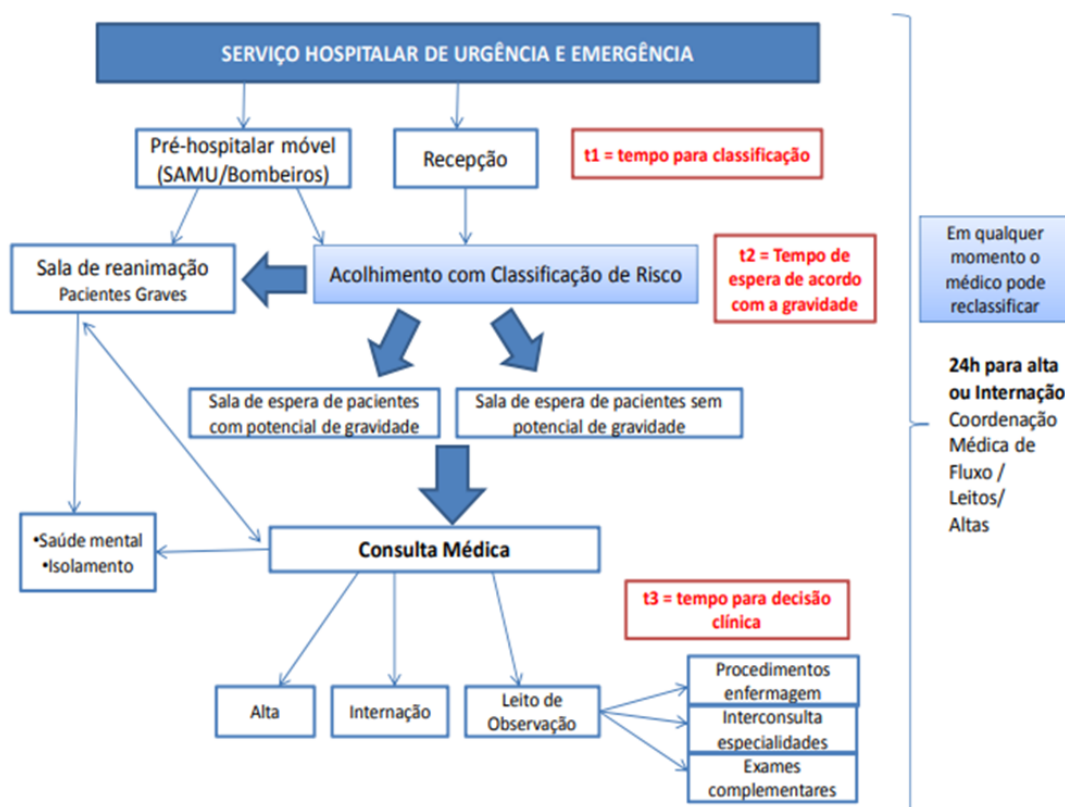 SERVIÇO HOSPITALAR DE URGÊNCIA E EMERGÊNCIA
Pré-hospitalar móvel
(SAMU/Bombeiros)
Recepção
t1 = tempo para classificação
Sala de reanimação
Pacientes Graves
Acolhimento com Classificação de Risco
t2 = Tempo de
espera de acordo
com a gravidade
Em qualquer
momento o
médico pode
reclassificar
Sala de espera de pacientes
com potencial de gravidade
Sala de espera de pacientes sem
potencial de gravidade
24h para alta
ou Internação
Coordenação
Médica de
Fluxo /
Leitos/
Altas
•Saúde mental
•Isolamento
Consulta Médica
t3 = tempo para decisão
clínica
Alta
Internação
Leito de
Observação
Procedimentos
enfermagem
Interconsulta
especialidades
Exames
complementares